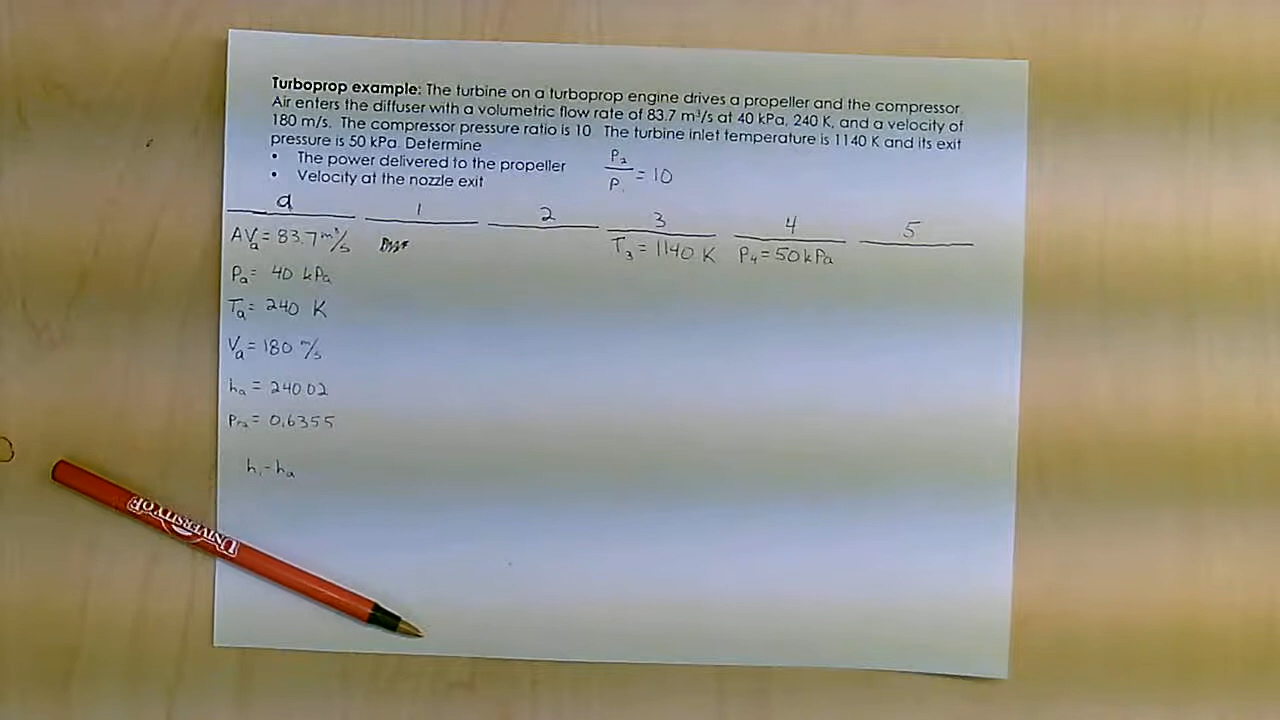 Turboprop example: The turbine on a turboprop engine drives a propeller and the compressor.
Air enters the diffuser with a volumetric flow rate of 83.7 m³/s at 40 kPa, 240 K, and a velocity of
180 m/s. The compressor pressure ratio is 10 The turbine inlet temperature is 1140 K and its exit
pressure is 50 kPa. Determine
• The power delivered to the propeller
• Velocity at the nozzle exit
P₂/P₁ = 10
a 1 2 3 4 5
AVₐ = 83.7 m³/s T₃ = 1140 K P₄ = 50 kPa
Pₐ = 40 kPa
Tₐ = 240 K
Vₐ = 180 m/s
hₐ = 240.02
Prₐ = 0.6355
h₁ - hₐ
UNIVERSITY OF